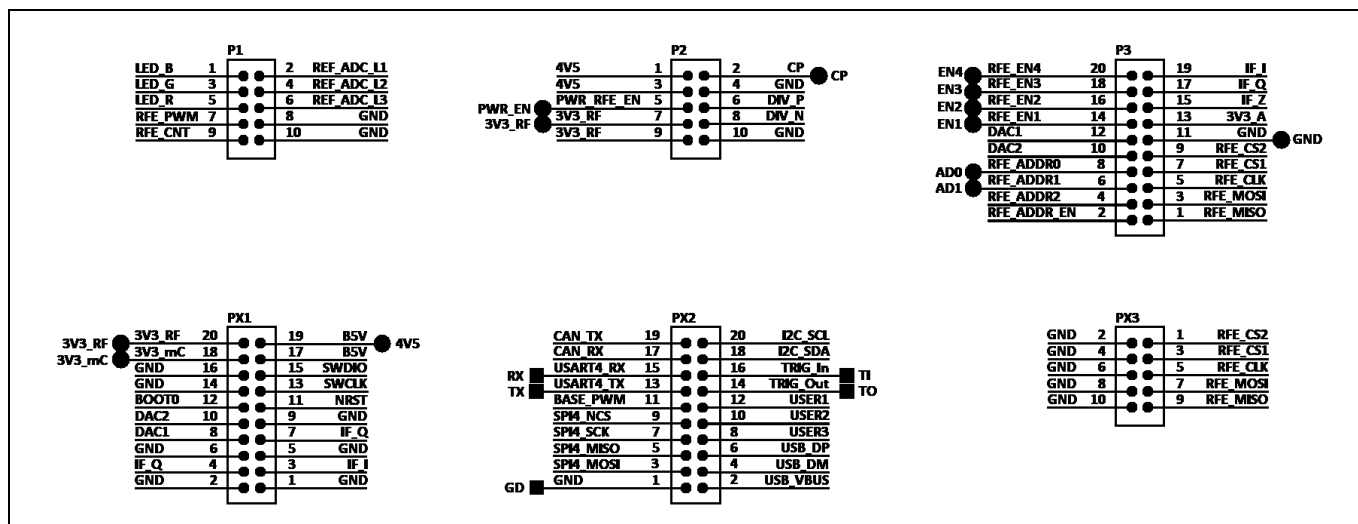 P1
LED_B 1 2 REF_ADC_L1
LED_G 3 4 REF_ADC_L2
LED_R 5 6 REF_ADC_L3
RFE_PWM 7 8 GND
RFE_CNT 9 10 GND
P2
4V5 1 2 CP CP
4V5 3 4 GND
PWR_EN PWR_RFE_EN 5 6 DIV_P
3V3_RF 3V3_RF 7 8 DIV_N
3V3_RF 9 10 GND
P3
EN4 RFE_EN4 20 19 IF_I
EN3 RFE_EN3 18 17 IF_Q
EN2 RFE_EN2 16 15 IF_Z
EN1 RFE_EN1 14 13 3V3_A
DAC1 12 11 GND GND
DAC2 10 9 RFE_CS2
AD0 RFE_ADDR0 8 7 RFE_CS1
AD1 RFE_ADDR1 6 5 RFE_CLK
RFE_ADDR2 4 3 RFE_MOSI
RFE_ADDR_EN 2 1 RFE_MISO
PX1
3V3_RF 3V3_RF 20 19 B5V 4V5
3V3_mC 3V3_mC 18 17 B5V
GND 16 15 SWDIO
GND 14 13 SWCLK
BOOT0 12 11 NRST
DAC2 10 9 GND
DAC1 8 7 IF_Q
GND 6 5 GND
IF_Q 4 3 IF_I
GND 2 1 GND
PX2
CAN_TX 19 20 I2C_SCL
CAN_RX 17 18 I2C_SDA
RX USART4_RX 15 16 TRIG_In TI
TX USART4_TX 13 14 TRIG_Out TO
BASE_PWM 11 12 USER1
SPI4_NCS 9 10 USER2
SPI4_SCK 7 8 USER3
SPI4_MISO 5 6 USB_DP
SPI4_MOSI 3 4 USB_DM
GD GND 1 2 USB_VBUS
PX3
GND 2 1 RFE_CS2
GND 4 3 RFE_CS1
GND 6 5 RFE_CLK
GND 8 7 RFE_MOSI
GND 10 9 RFE_MISO